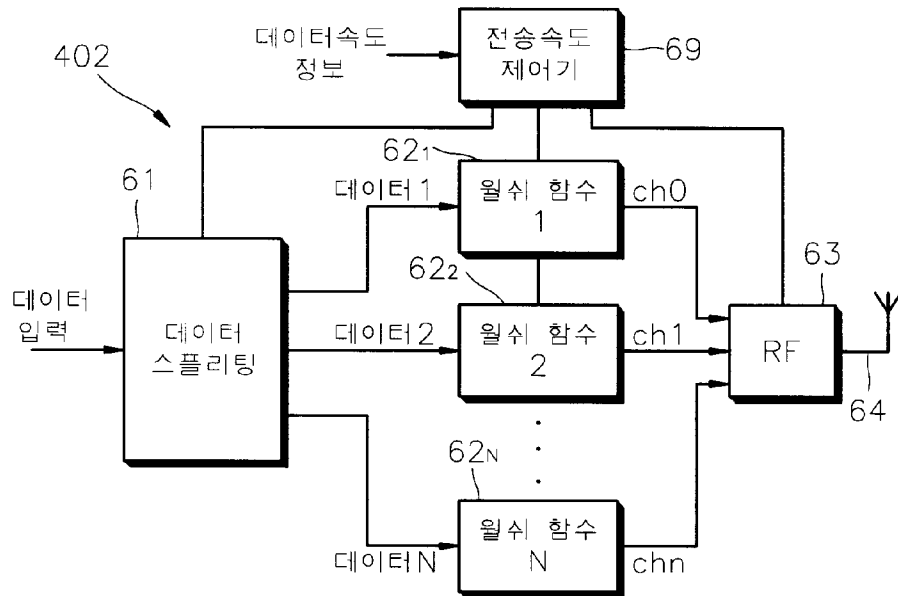 402
데이터속도
정보
전송속도
제어기
69
61
데이터
입력
데이터
스플리팅
데이터1
62₁
월쉬 함수
1
ch0
데이터2
62₂
월쉬 함수
2
ch1
63
RF
64
데이터N
62N
월쉬 함수
N
chn